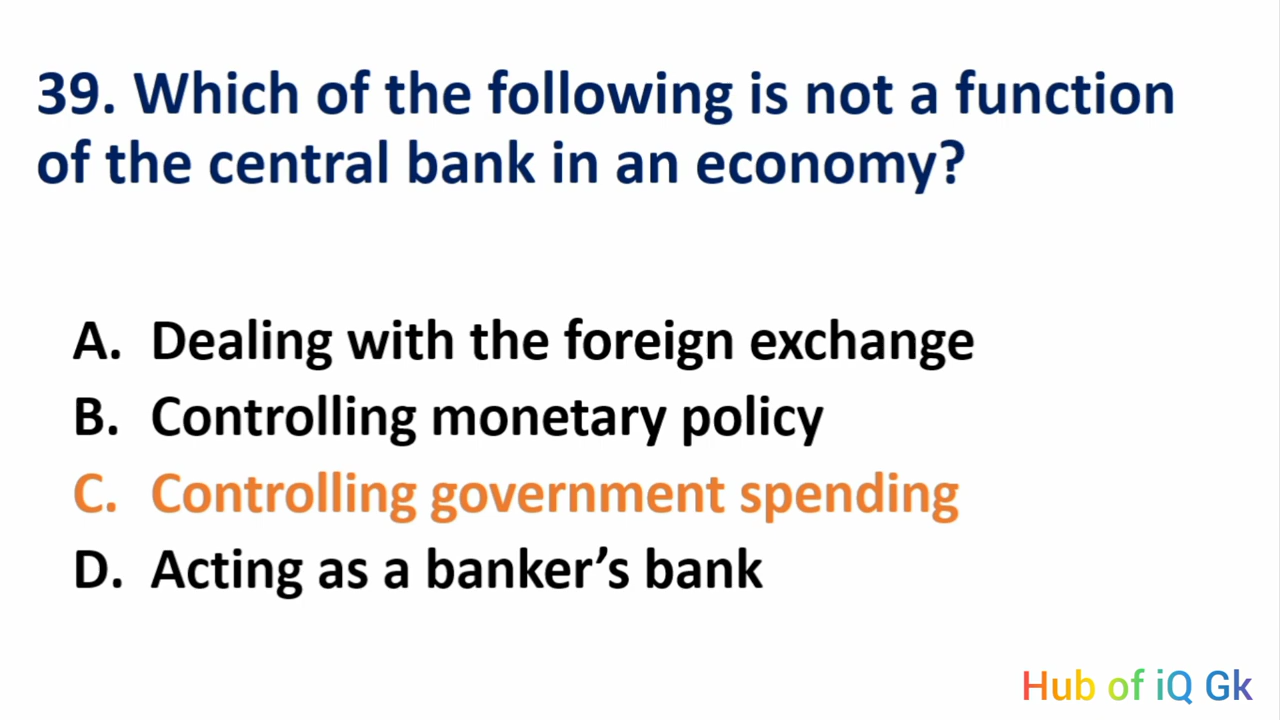 39. Which of the following is not a function
of the central bank in an economy?
A. Dealing with the foreign exchange
B. Controlling monetary policy
C. Controlling government spending
D. Acting as a banker’s bank
Hub of iQ Gk